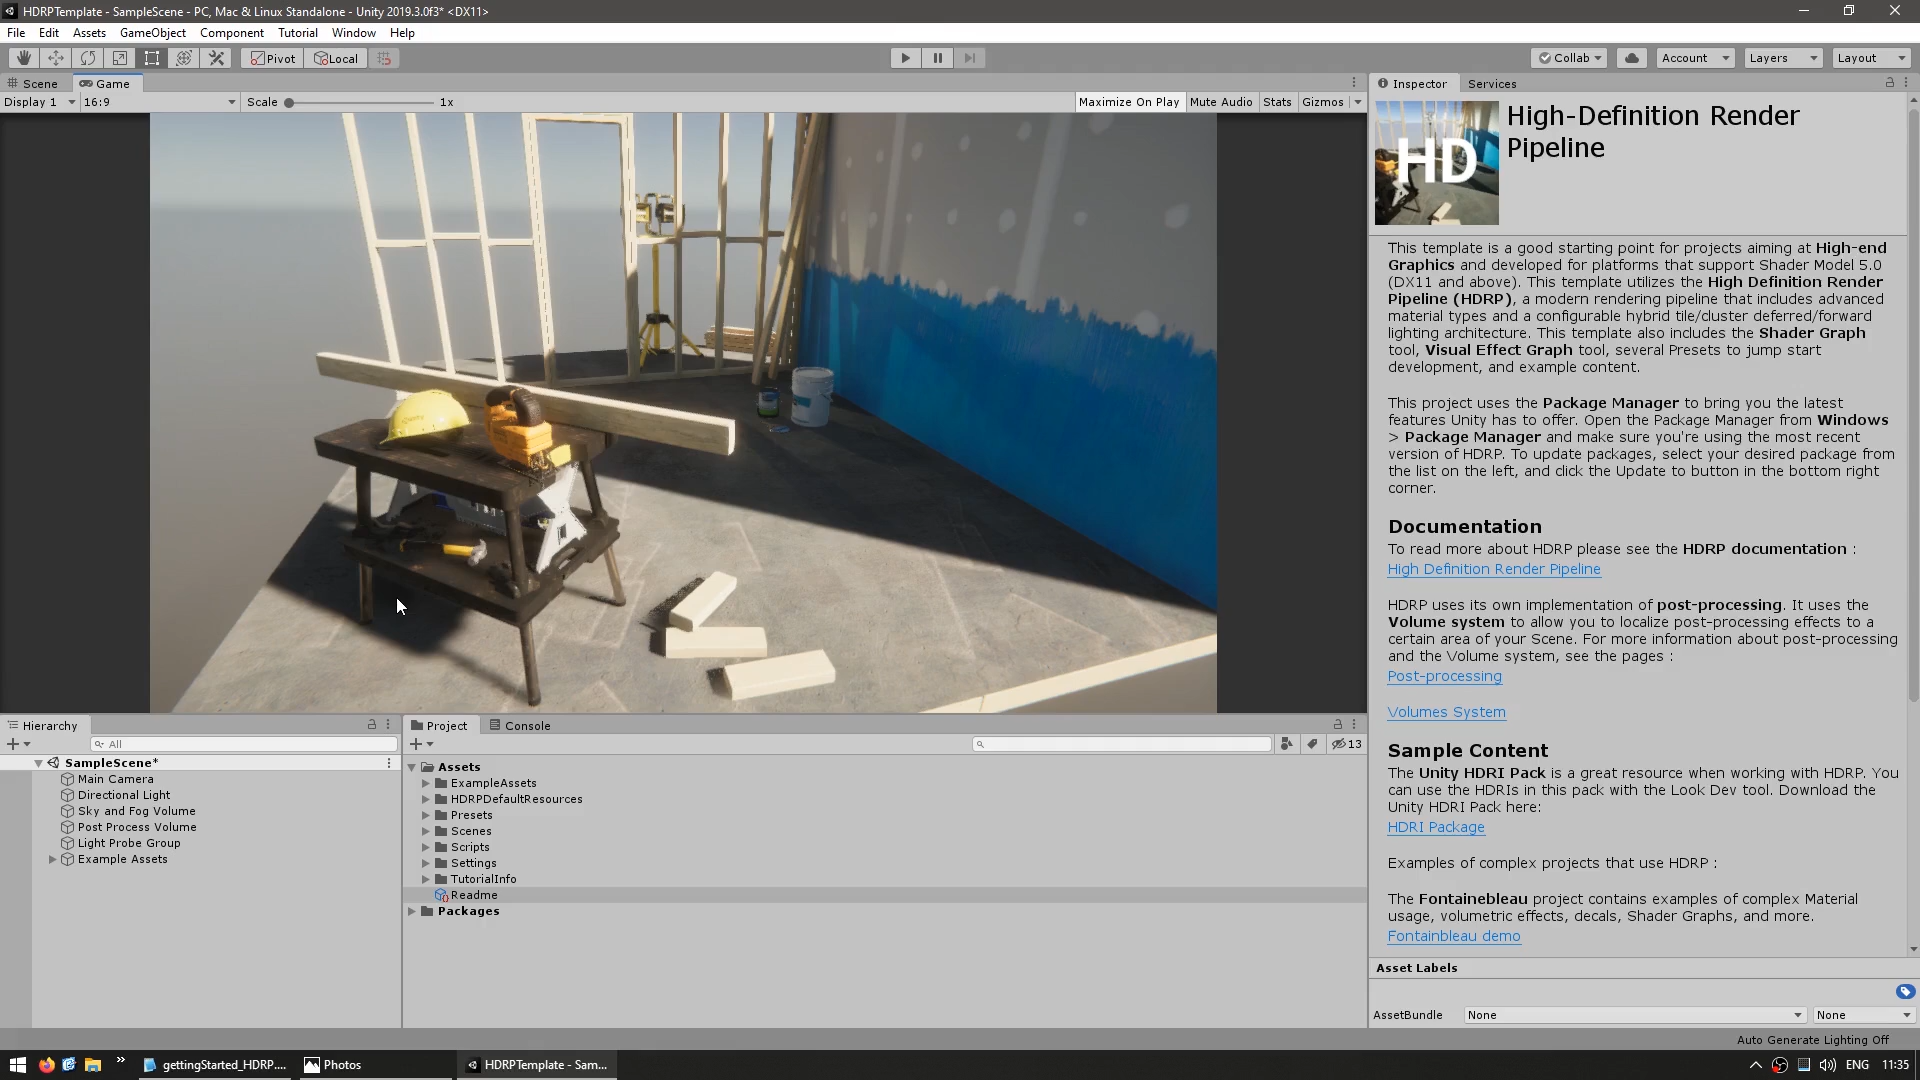 HDRPTemplate - SampleScene - PC, Mac & Linux Standalone - Unity 2019.3.0f3* <DX11>
File Edit Assets GameObject Component Tutorial Window Help
Pivot Local Collab Account Layers Layout
Scene Game
Display 1 16:9 Scale 1x Maximize On Play Mute Audio Stats Gizmos
Inspector Services
HD
High-Definition Render
Pipeline
This template is a good starting point for projects aiming at High-end
Graphics and developed for platforms that support Shader Model 5.0
(DX11 and above). This template utilizes the High Definition Render
Pipeline (HDRP), a modern rendering pipeline that includes advanced
material types and a configurable hybrid tile/cluster deferred/forward
lighting architecture. This template also includes the Shader Graph
tool, Visual Effect Graph tool, several Presets to jump start
development, and example content.
This project uses the Package Manager to bring you the latest
features Unity has to offer. Open the Package Manager from Windows
> Package Manager and make sure you're using the most recent
version of HDRP. To update packages, select your desired package from
the list on the left, and click the Update to button in the bottom right
corner.
Documentation
To read more about HDRP please see the HDRP documentation :
High Definition Render Pipeline
HDRP uses its own implementation of post-processing. It uses the
Volume system to allow you to localize post-processing effects to a
certain area of your Scene. For more information about post-processing
and the Volume system, see the pages :
Post-processing
Volumes System
Sample Content
The Unity HDRI Pack is a great resource when working with HDRP. You
can use the HDRIs in this pack with the Look Dev tool. Download the
Unity HDRI Pack here:
HDRI Package
Examples of complex projects that use HDRP :
The Fontainebleau project contains examples of complex Material
usage, volumetric effects, decals, Shader Graphs, and more.
Fontainbleau demo
Asset Labels
AssetBundle None None
Hierarchy
All
SampleScene*
Main Camera
Directional Light
Sky and Fog Volume
Post Process Volume
Light Probe Group
Example Assets
Project Console
13
Assets
ExampleAssets
HDRPDefaultResources
Presets
Scenes
Scripts
Settings
TutorialInfo
Readme
Packages
Auto Generate Lighting Off
gettingStarted_HDRP.... Photos HDRPTemplate - Sam... ENG 11:35